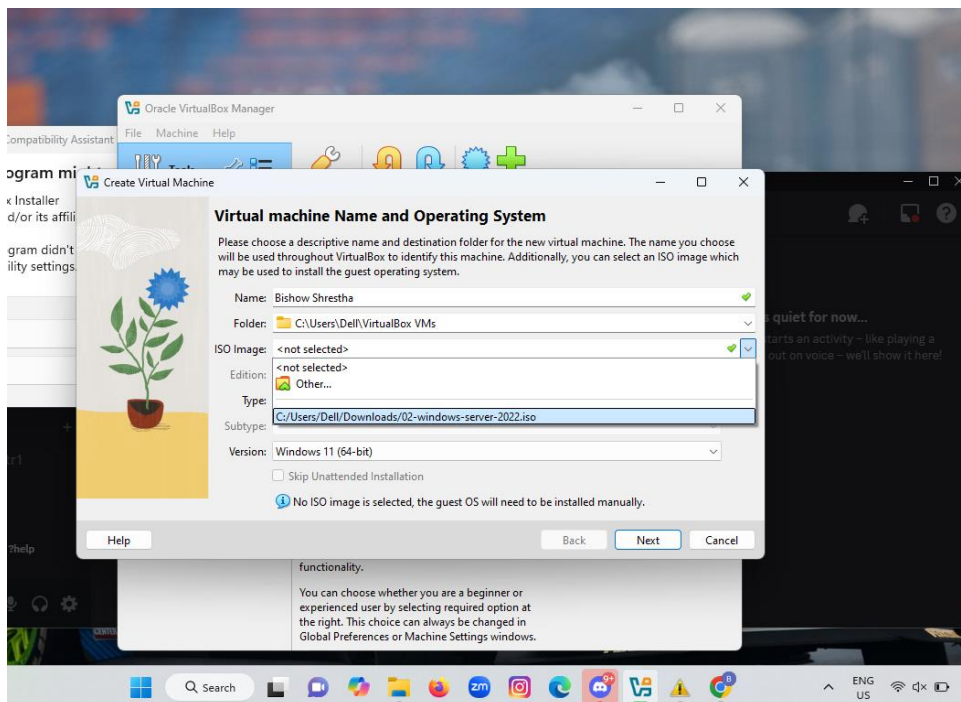 Oracle VirtualBox Manager
File Machine Help
Compatibility Assistant
ogram mi
x Installer
d/or its affili
gram didn't
ility settings
Create Virtual Machine
Virtual machine Name and Operating System
Please choose a descriptive name and destination folder for the new virtual machine. The name you choose
will be used throughout VirtualBox to identify this machine. Additionally, you can select an ISO image which
may be used to install the guest operating system.
Name: Bishow Shrestha
Folder: C:\Users\Dell\VirtualBox VMs
ISO Image: <not selected>
<not selected>
Edition:
Other...
Type:
C:/Users/Dell/Downloads/02-windows-server-2022.iso
Subtype:
Version: Windows 11 (64-bit)
Skip Unattended Installation
No ISO image is selected, the guest OS will need to be installed manually.
Help Back Next Cancel
s quiet for now...
tarts an activity – like playing a
out on voice – we'll show it here!
?help
functionality.
You can choose whether you are a beginner or
experienced user by selecting required option at
the right. This choice can always be changed in
Global Preferences or Machine Settings windows.
Search
zm
9+
B
ENG
US